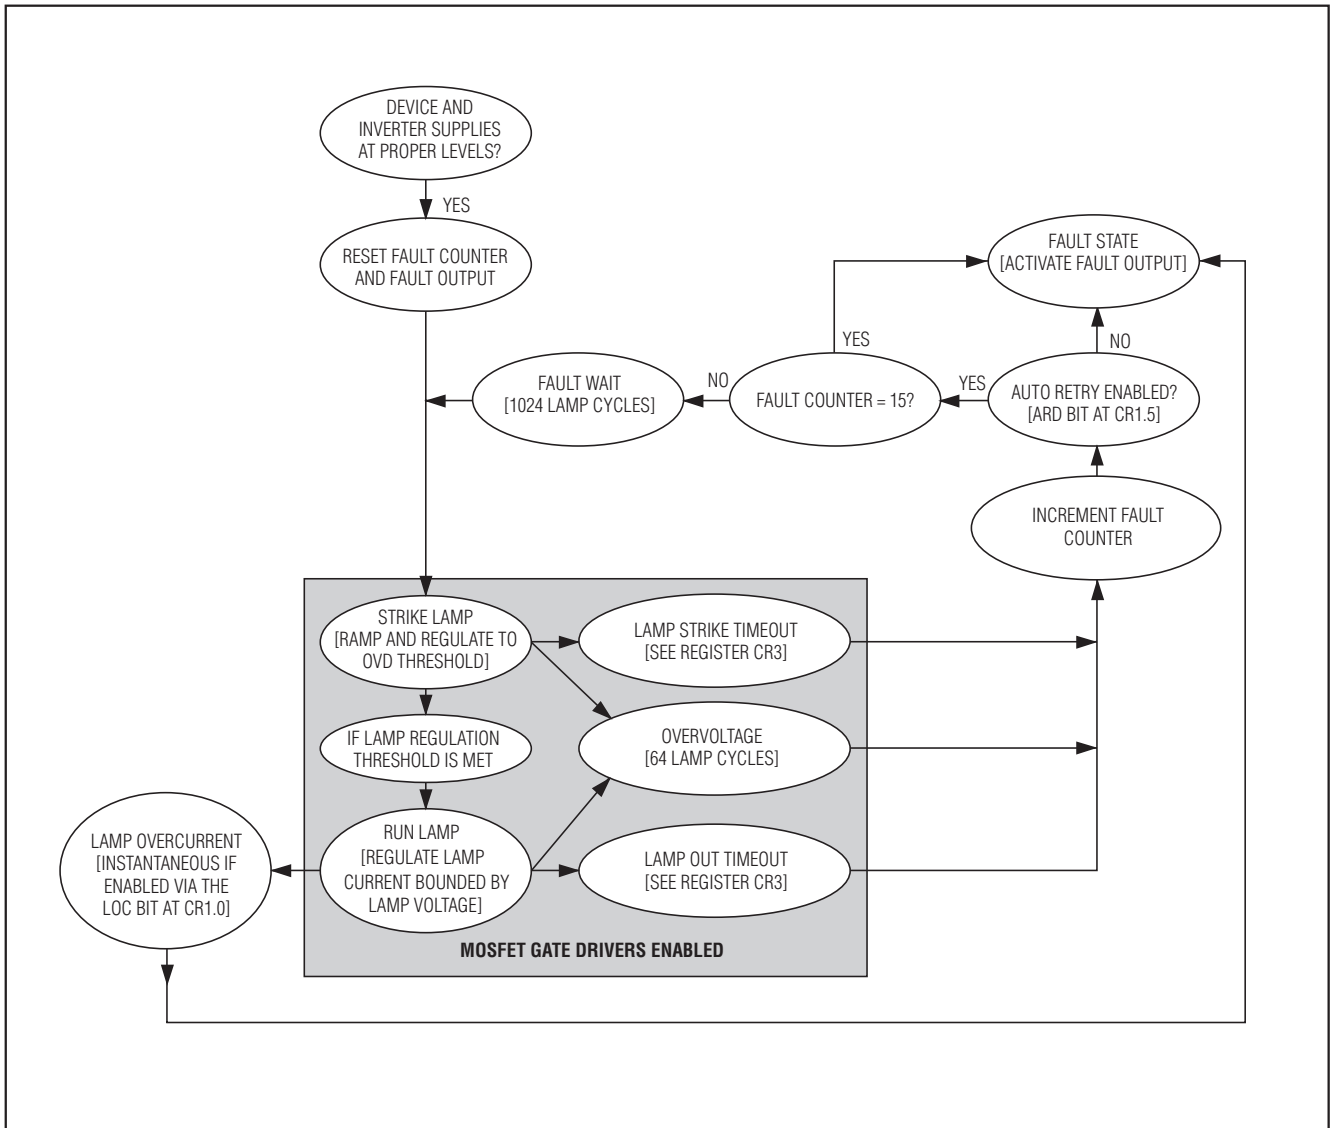 DEVICE AND
INVERTER SUPPLIES
AT PROPER LEVELS?
YES
RESET FAULT COUNTER
AND FAULT OUTPUT
FAULT STATE
[ACTIVATE FAULT OUTPUT]
YES
NO
FAULT WAIT
[1024 LAMP CYCLES]
NO
FAULT COUNTER = 15?
YES
AUTO RETRY ENABLED?
[ARD BIT AT CR1.5]
INCREMENT FAULT
COUNTER
STRIKE LAMP
[RAMP AND REGULATE TO
OVD THRESHOLD]
LAMP STRIKE TIMEOUT
[SEE REGISTER CR3]
IF LAMP REGULATION
THRESHOLD IS MET
OVERVOLTAGE
[64 LAMP CYCLES]
LAMP OVERCURRENT
[INSTANTANEOUS IF
ENABLED VIA THE
LOC BIT AT CR1.0]
RUN LAMP
[REGULATE LAMP
CURRENT BOUNDED BY
LAMP VOLTAGE]
LAMP OUT TIMEOUT
[SEE REGISTER CR3]
MOSFET GATE DRIVERS ENABLED